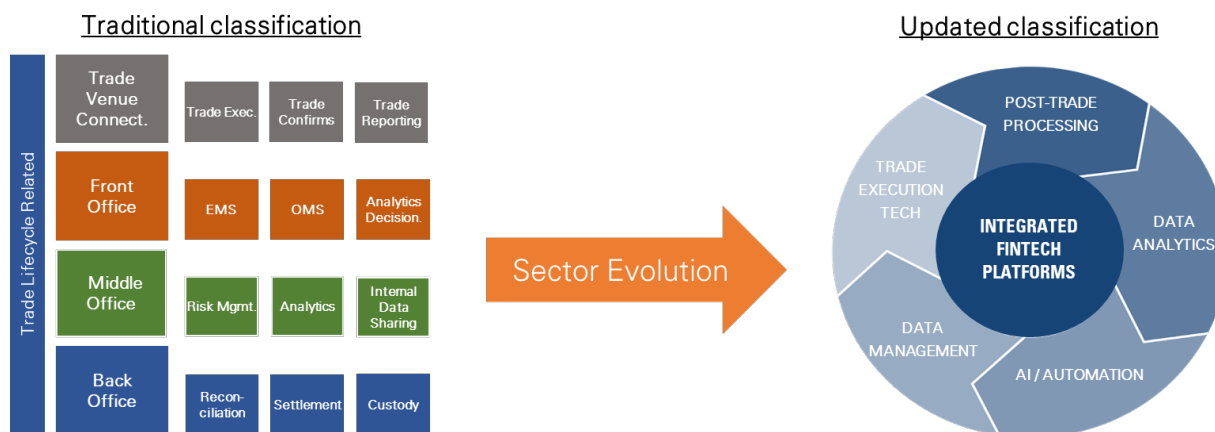 Traditional classification
Trade Lifecycle Related
Trade
Venue
Connect.
Trade Exec.
Trade
Confirms
Trade
Reporting
Front
Office
EMS
OMS
Analytics
Decision.
Middle
Office
Risk Mgmt.
Analytics
Internal
Data
Sharing
Back
Office
Recon-
ciliation
Settlement
Custody
Sector Evolution
Updated classification
POST-TRADE
PROCESSING
TRADE
EXECUTION
TECH
DATA
ANALYTICS
INTEGRATED
FINTECH
PLATFORMS
DATA
MANAGEMENT
AI / AUTOMATION